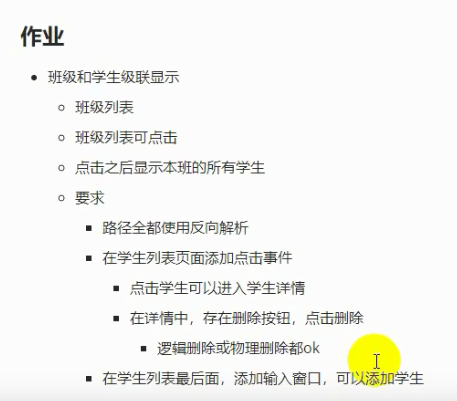 作业
班级和学生级联显示
班级列表
班级列表可点击
点击之后显示本班的所有学生
要求
路径全都使用反向解析
在学生列表页面添加点击事件
点击学生可以进入学生详情
在详情中，存在删除按钮，点击删除
逻辑删除或物理删除都ok
在学生列表最后面，添加输入窗口，可以添加学生